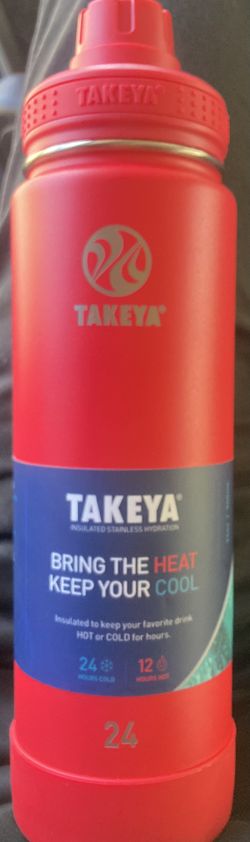 TAKEYA®
TAKEYA®
TAKEYA®
INSULATED STAINLESS HYDRATION
BRING THE HEAT
KEEP YOUR COOL
Insulated to keep your favorite drink
HOT or COLD for hours.
24
HOURS COLD
12
HOURS HOT
24